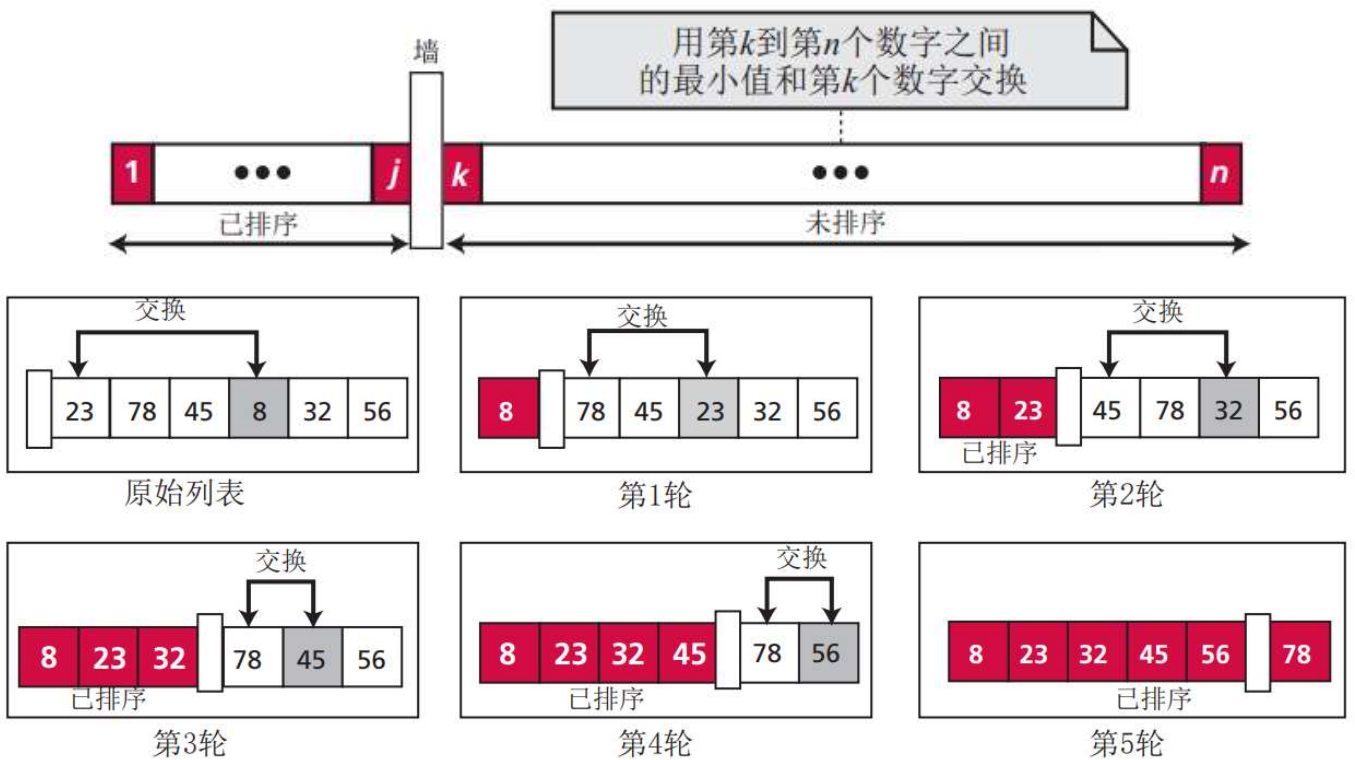 墙
用第k到第n个数字之间
的最小值和第k个数字交换
1 ••• j k ••• n
已排序 未排序
交换
23 78 45 8 32 56
原始列表
交换
8 78 45 23 32 56
第1轮
交换
8 23 45 78 32 56
已排序
第2轮
交换
8 23 32 78 45 56
已排序
第3轮
交换
8 23 32 45 78 56
已排序
第4轮
8 23 32 45 56 78
已排序
第5轮